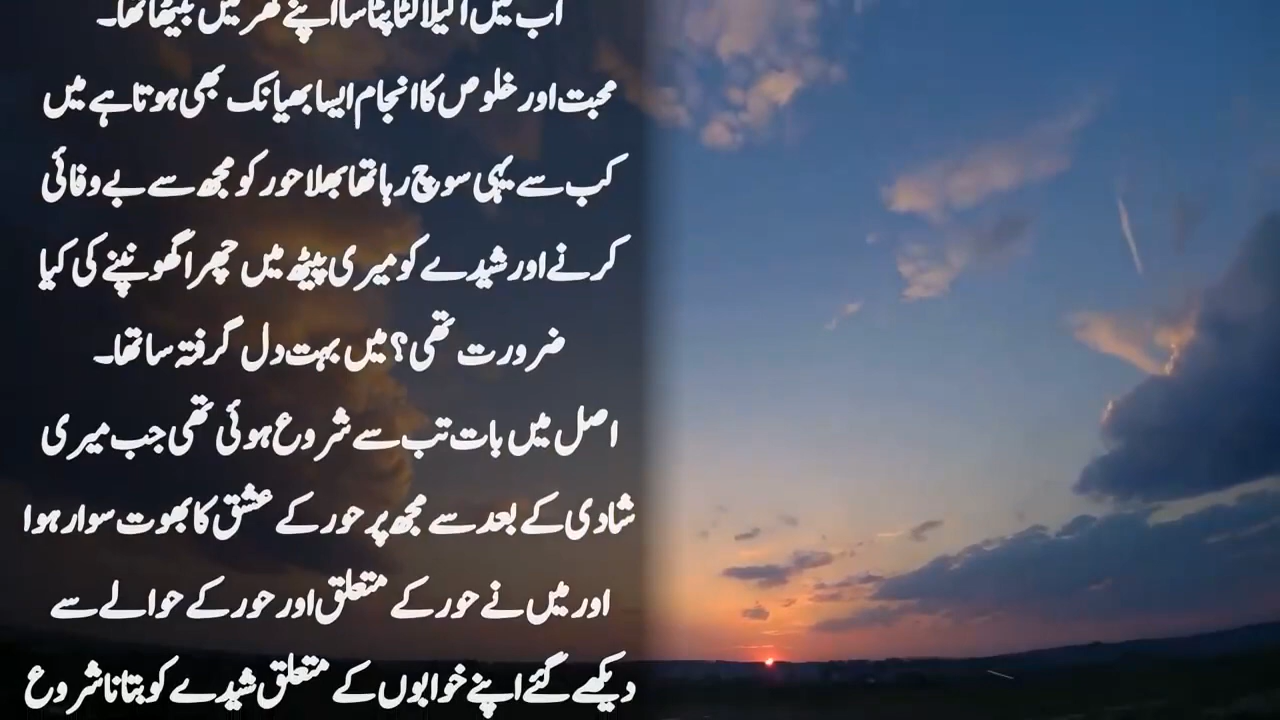 اب میں اکیلا لٹا پٹا سا اپنے گھر میں بیٹھا تھا۔
محبت اور خلوص کا انجام ایسا بھیانک بھی ہوتا ہے میں
کب سے یہی سوچ رہا تھا بھلا حور کو مجھ سے بے وفائی
کرنے اور شیدے کو میری پیٹھ میں چھرا گھونپنے کی کیا
ضرورت تھی؟ میں بہت دل گرفتہ سا تھا۔
اصل میں بات تب سے شروع ہوئی تھی جب میری
شادی کے بعد سے مجھ پر حور کے عشق کا بھوت سوار ہوا
اور میں نے حور کے متعلق اور حور کے حوالے سے
دیکھے گئے اپنے خوابوں کے متعلق شیدے کو بتانا شروع